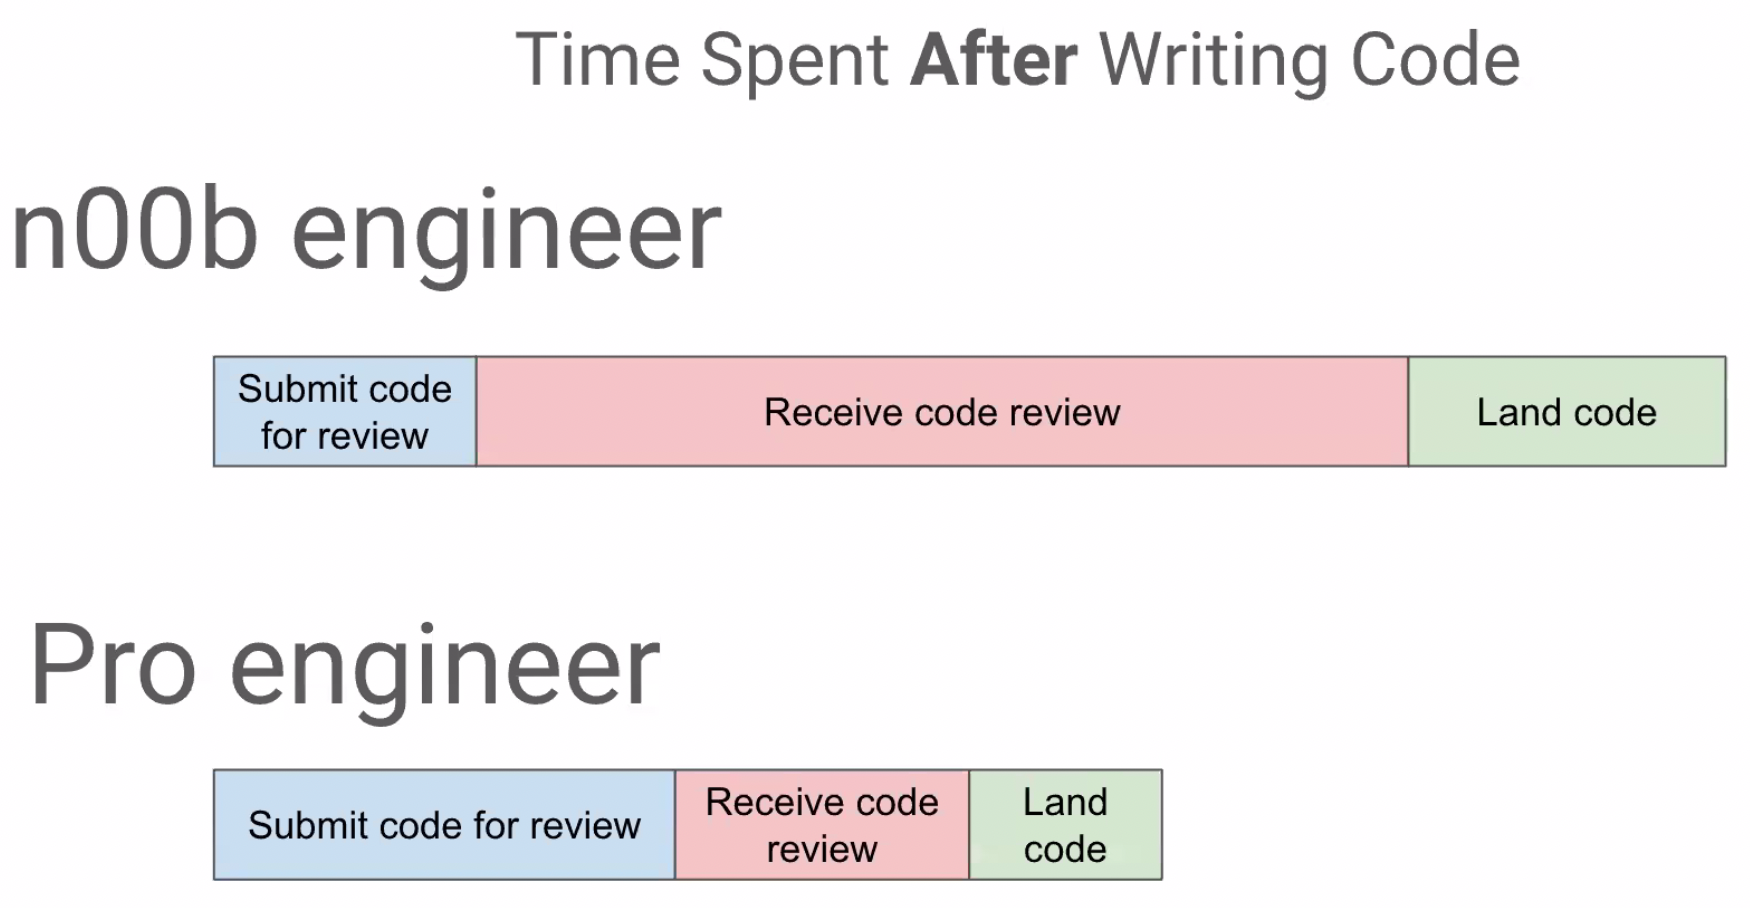 Time Spent After Writing Code
n00b engineer
Submit code
for review
Receive code review
Land code
Pro engineer
Submit code for review
Receive code
review
Land
code